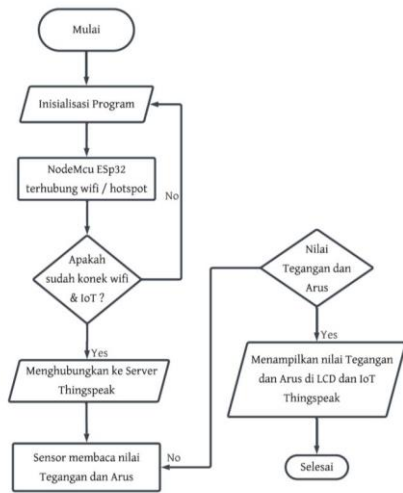 Mulai
Inisialisasi Program
NodeMcu ESp32
terhubung wifi / hotspot
No
Apakah
sudah konek wifi
& IoT ?
Yes
Menghubungkan ke Server
Thingspeak
Sensor membaca nilai
Tegangan dan Arus
No
Nilai
Tegangan dan
Arus
Yes
Menampilkan nilai Tegangan
dan Arus di LCD dan IoT
Thingspeak
Selesai